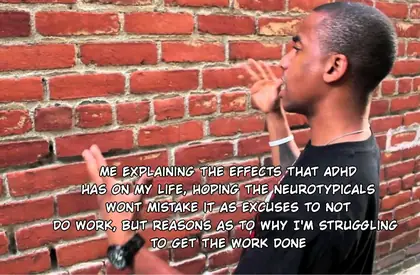 ME EXPLAINING THE EFFECTS THAT ADHD
HAS ON MY LIFE, HOPING THE NEUROTYPICALS
WONT MISTAKE IT AS EXCUSES TO NOT
DO WORK, BUT REASONS AS TO WHY I'M STRUGGLING
TO GET THE WORK DONE